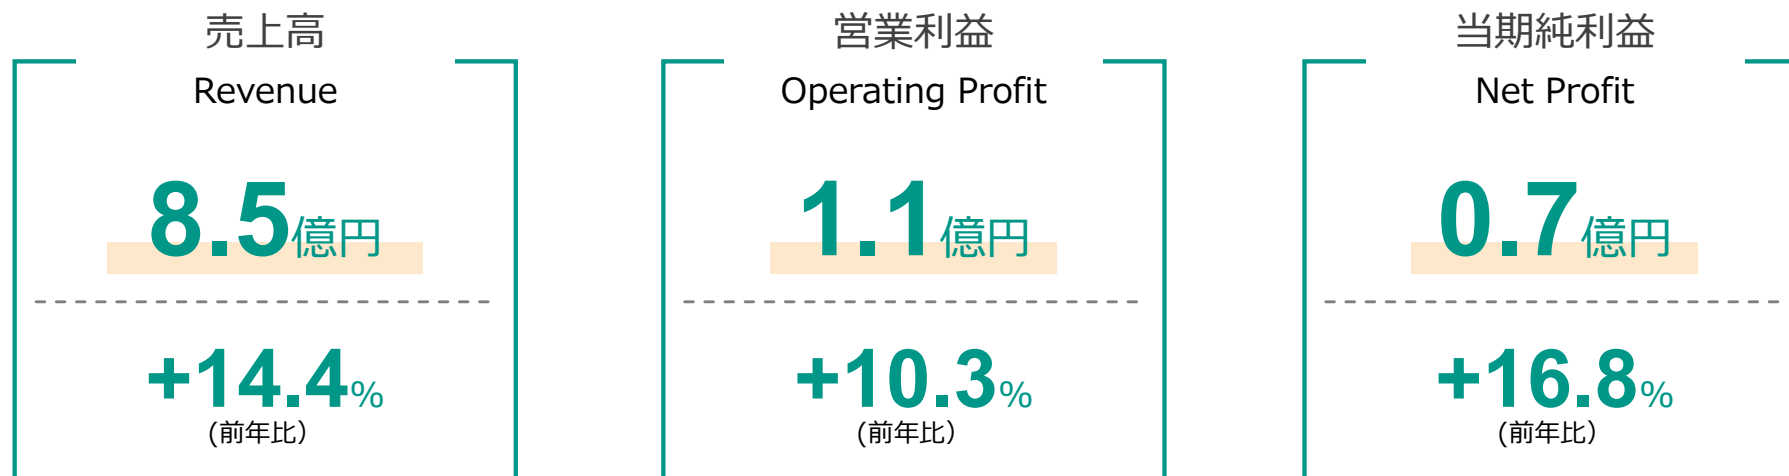 売上高
Revenue
8.5億円
+14.4%
(前年比）
営業利益
Operating Profit
1.1億円
+10.3%
(前年比）
当期純利益
Net Profit
0.7億円
+16.8%
(前年比）